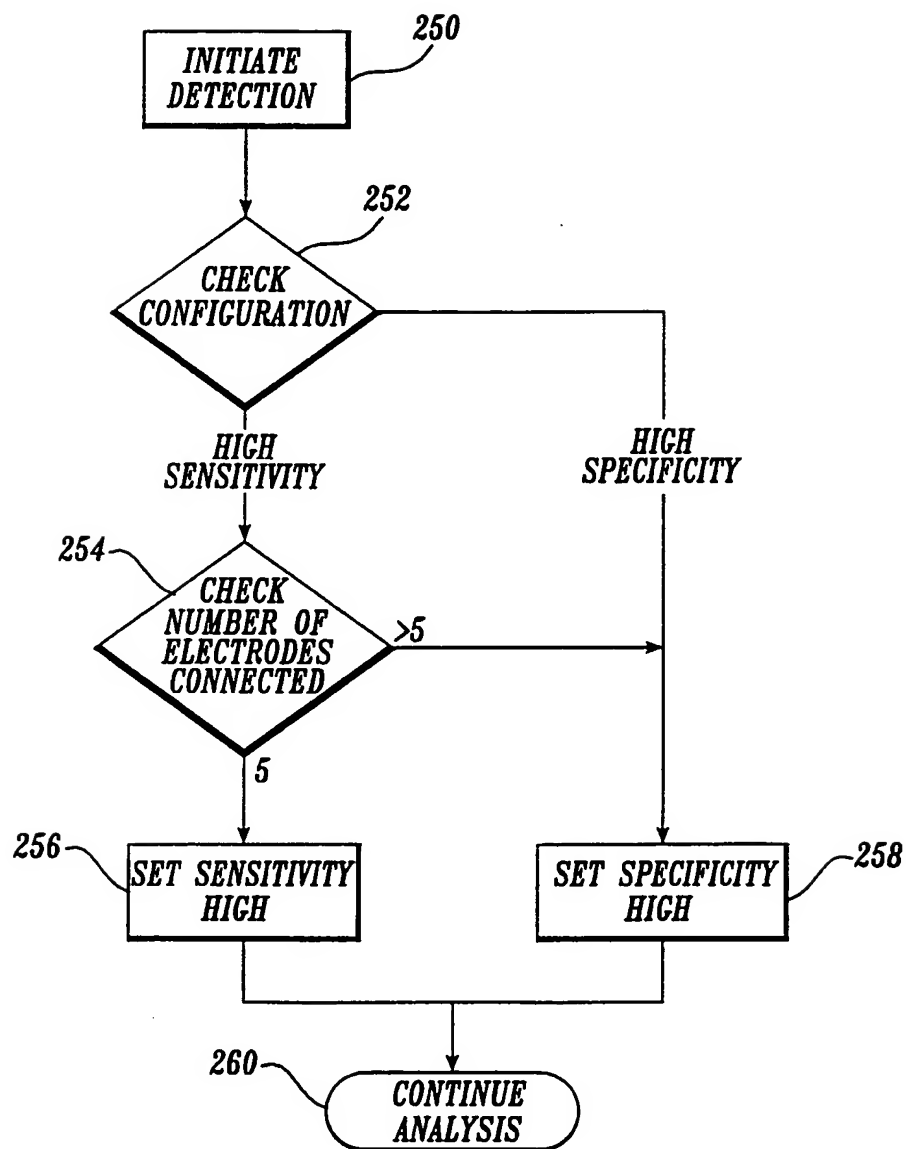 250
INITIATE
DETECTION
252
CHECK
CONFIGURATION
HIGH
SENSITIVITY
HIGH
SPECIFICITY
254
CHECK
NUMBER OF
ELECTRODES
CONNECTED
>5
5
256
SET SENSITIVITY
HIGH
SET SPECIFICITY
HIGH
258
260
CONTINUE
ANALYSIS